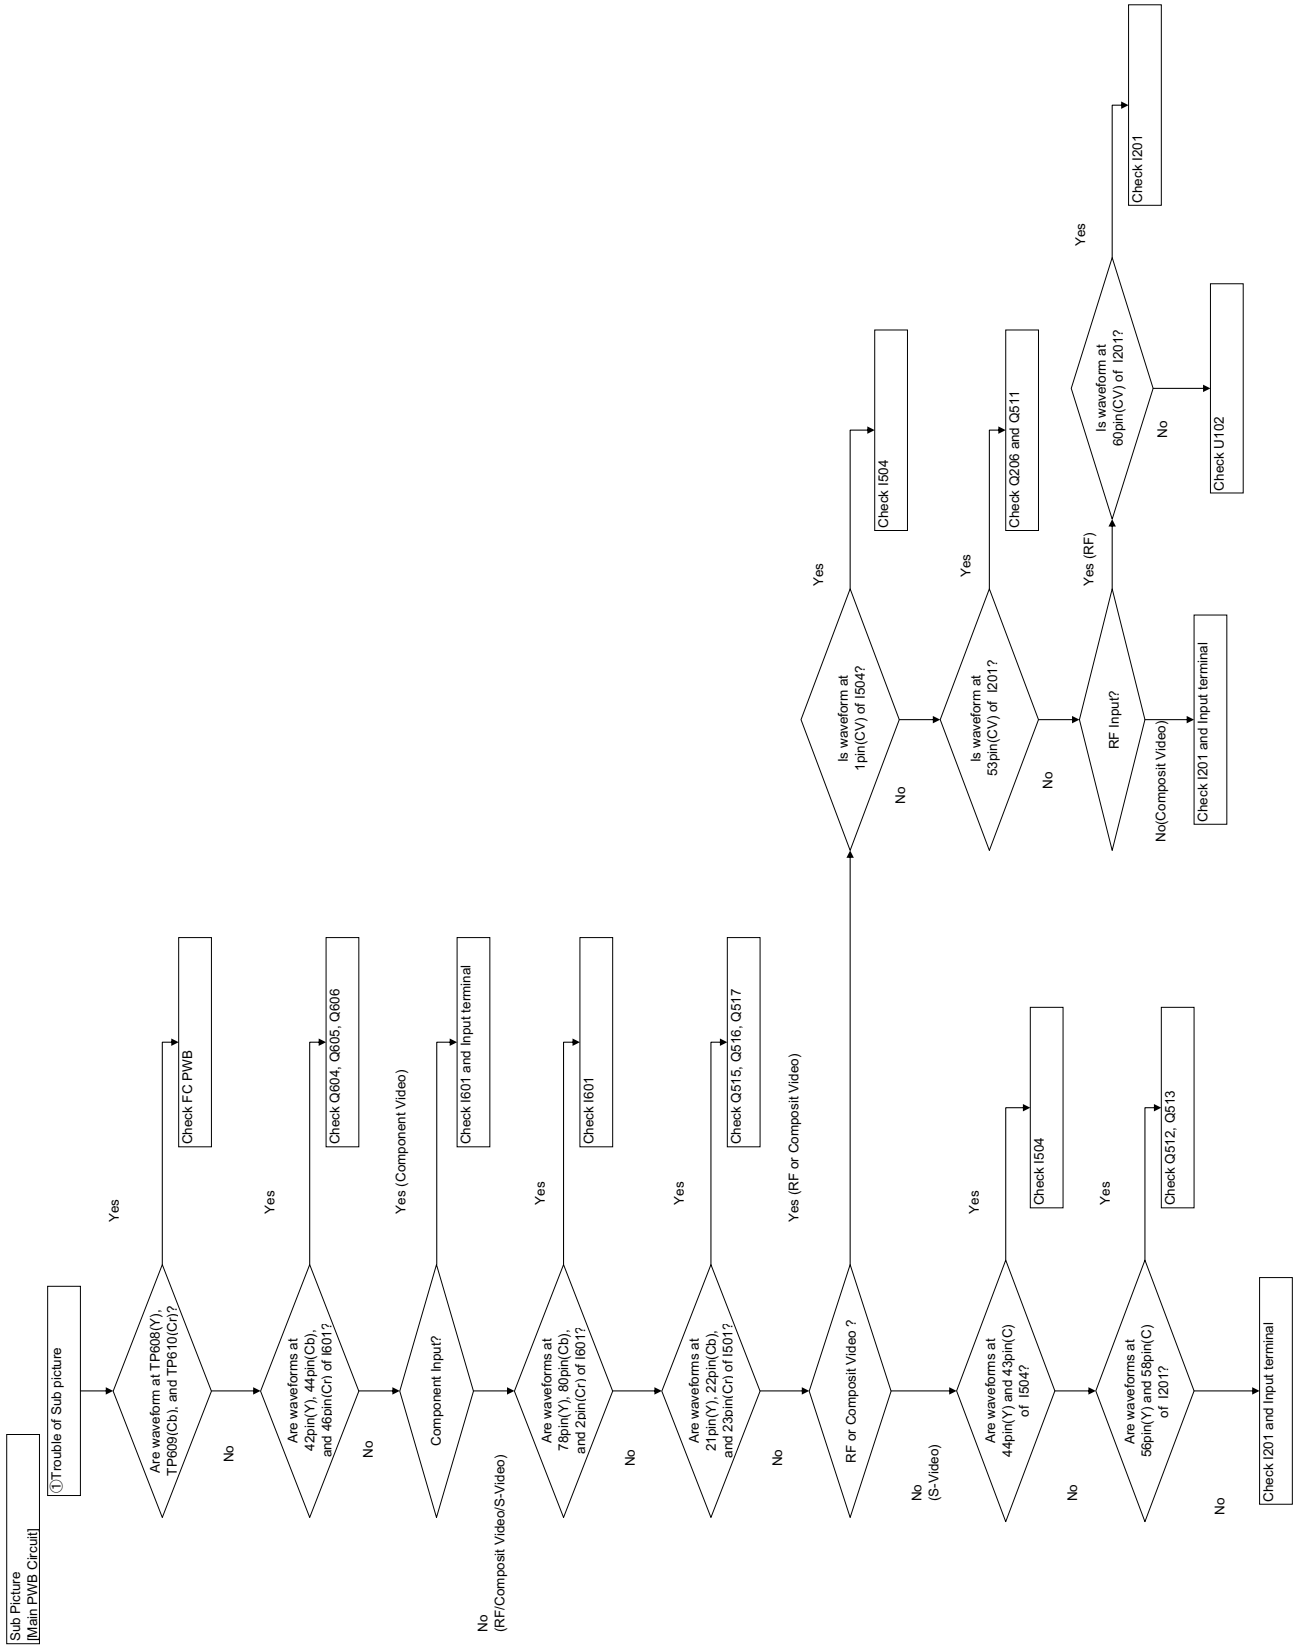 Sub Picture
[Main PWB Circuit]
①Trouble of Sub picture
Are waveform at TP608(Y),
TP609(Cb), and TP610(Cr)?
Yes
Check FC PWB
No
Are waveforms at
42pin(Y), 44pin(Cb),
and 46pin(Cr) of I601?
Yes
Check Q604, Q605, Q606
No
Component Input?
Yes (Component Video)
Check I601 and Input terminal
No
(RF/Composit Video/S-Video)
Are waveforms at
78pin(Y), 80pin(Cb),
and 2pin(Cr) of I601?
Yes
Check I601
No
Are waveforms at
21pin(Y), 22pin(Cb),
and 23pin(Cr) of I501?
Yes
Check Q515, Q516, Q517
No
RF or Composit Video ?
Yes (RF or Composit Video)
No
(S-Video)
Are waveforms at
44pin(Y) and 43pin(C)
of I504?
Yes
Check I504
No
Are waveforms at
56pin(Y) and 58pin(C)
of I201?
Yes
Check Q512, Q513
No
Check I201 and Input terminal
Is waveform at
1pin(CV) of I504?
Yes
Check I504
No
Is waveform at
53pin(CV) of I201?
Yes
Check Q206 and Q511
No
RF Input?
Yes (RF)
No(Composit Video)
Check I201 and Input terminal
Is waveform at
60pin(CV) of I201?
Yes
Check I201
No
Check U102